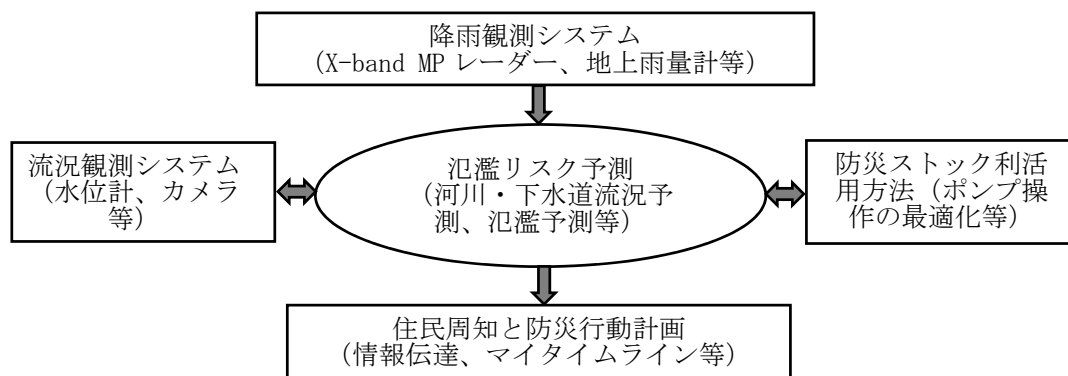 降雨観測システム
（X-band MP レーダー、地上雨量計等）
流況観測システム
（水位計、カメラ
等）
氾濫リスク予測
（河川・下水道流況予
測、氾濫予測等）
防災ストック利活
用方法（ポンプ操
作の最適化等）
住民周知と防災行動計画
（情報伝達、マイタイムライン等）